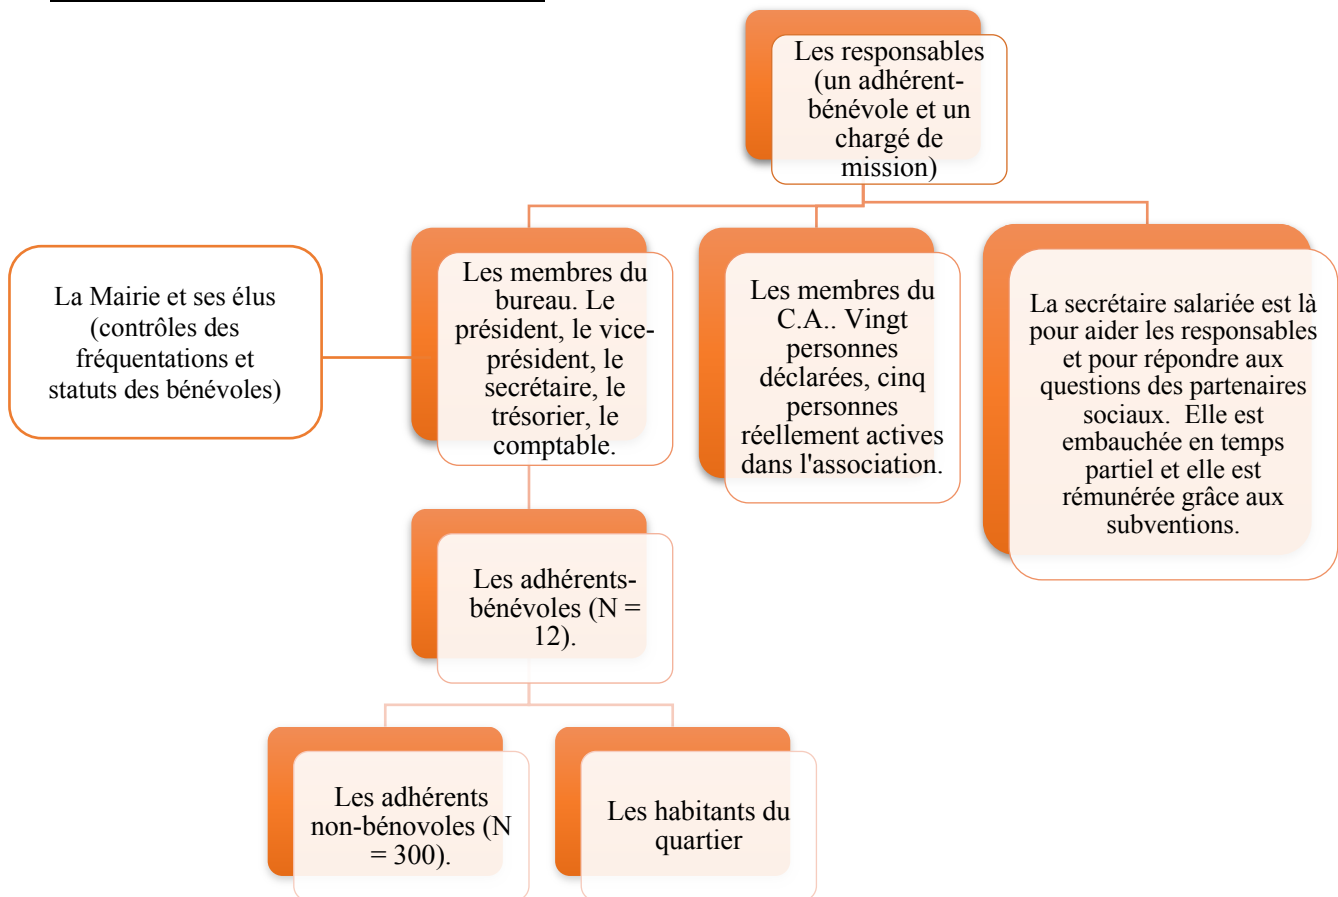 Les responsables
(un adhérent-
bénévole et un
chargé de
mission)
La Mairie et ses élus
(contrôles des
fréquentations et
statuts des bénévoles)
Les membres du
bureau. Le
président, le vice-
président, le
secrétaire, le
trésorier, le
comptable.
Les membres du
C.A.. Vingt
personnes
déclarées, cinq
personnes
réellement actives
dans l'association.
La secrétaire salariée est là
pour aider les responsables
et pour répondre aux
questions des partenaires
sociaux.  Elle est
embauchée en temps
partiel et elle est
rémunérée grâce aux
subventions.
Les adhérents-
bénévoles (N =
12).
Les adhérents
non-bénovoles (N
= 300).
Les habitants du
quartier